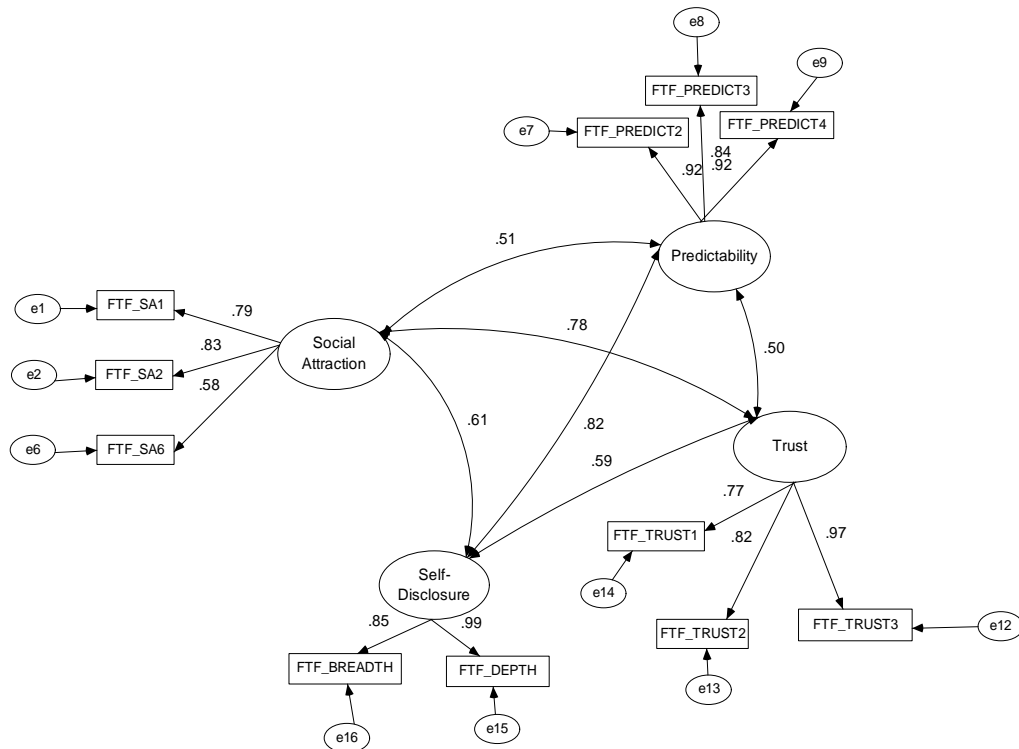 e8
e9
FTF_PREDICT3
FTF_PREDICT4
e7
FTF_PREDICT2
.84
.92
.92
.51
Predictability
e1
FTF_SA1
.79
.78
Social
Attraction
.50
.83
e2
FTF_SA2
.58
.61
.82
e6
FTF_SA6
Trust
.59
.77
FTF_TRUST1
.82
.97
Self-
Disclosure
e14
.85
.99
FTF_TRUST2
FTF_TRUST3
e12
FTF_BREADTH
FTF_DEPTH
e13
e16
e15